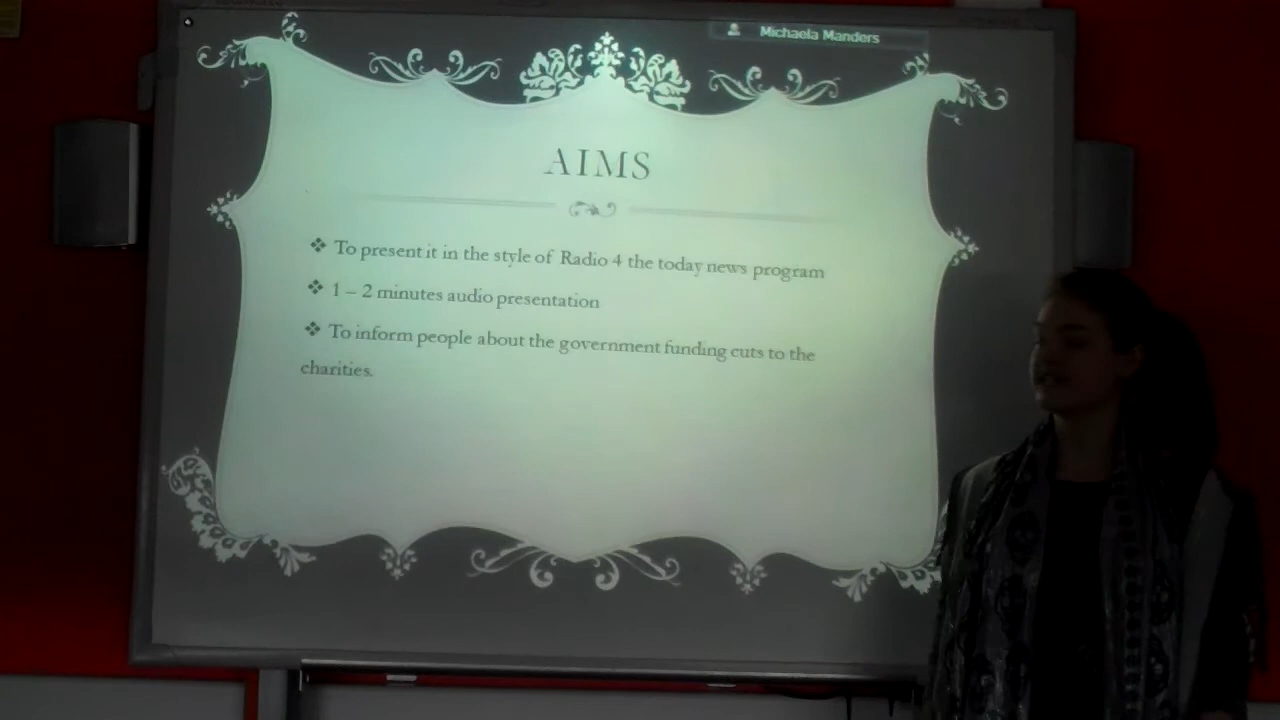 Michaela Manders
AIMS
❖ To present it in the style of Radio 4 the today news program
❖ 1 – 2 minutes audio presentation
❖ To inform people about the government funding cuts to the
charities.